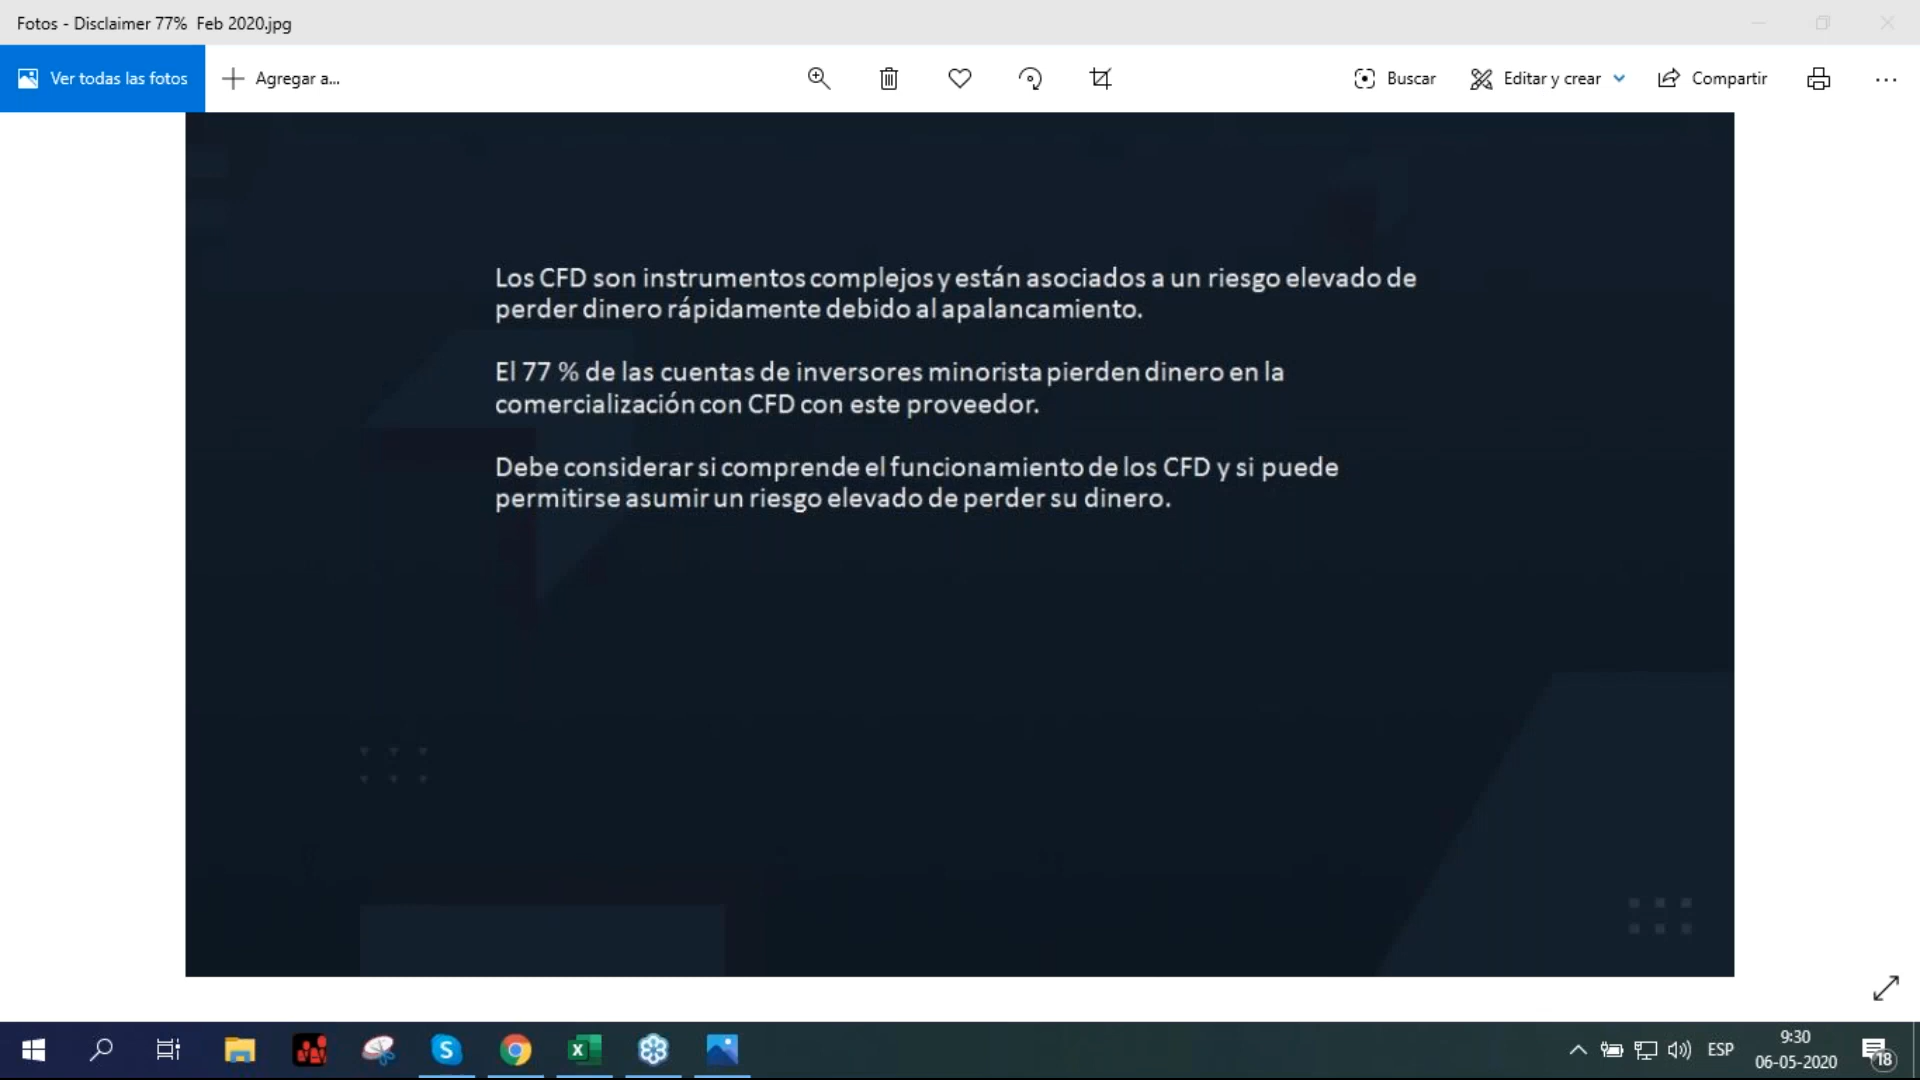 Fotos - Disclaimer 77%  Feb 2020.jpg
Ver todas las fotos
Agregar a...
Buscar
Editar y crear
Compartir
Los CFD son instrumentos complejos y están asociados a un riesgo elevado de
perder dinero rápidamente debido al apalancamiento.
El 77 % de las cuentas de inversores minorista pierden dinero en la
comercialización con CFD con este proveedor.
Debe considerar si comprende el funcionamiento de los CFD y si puede
permitirse asumir un riesgo elevado de perder su dinero.
ESP
9:30
06-05-2020
18